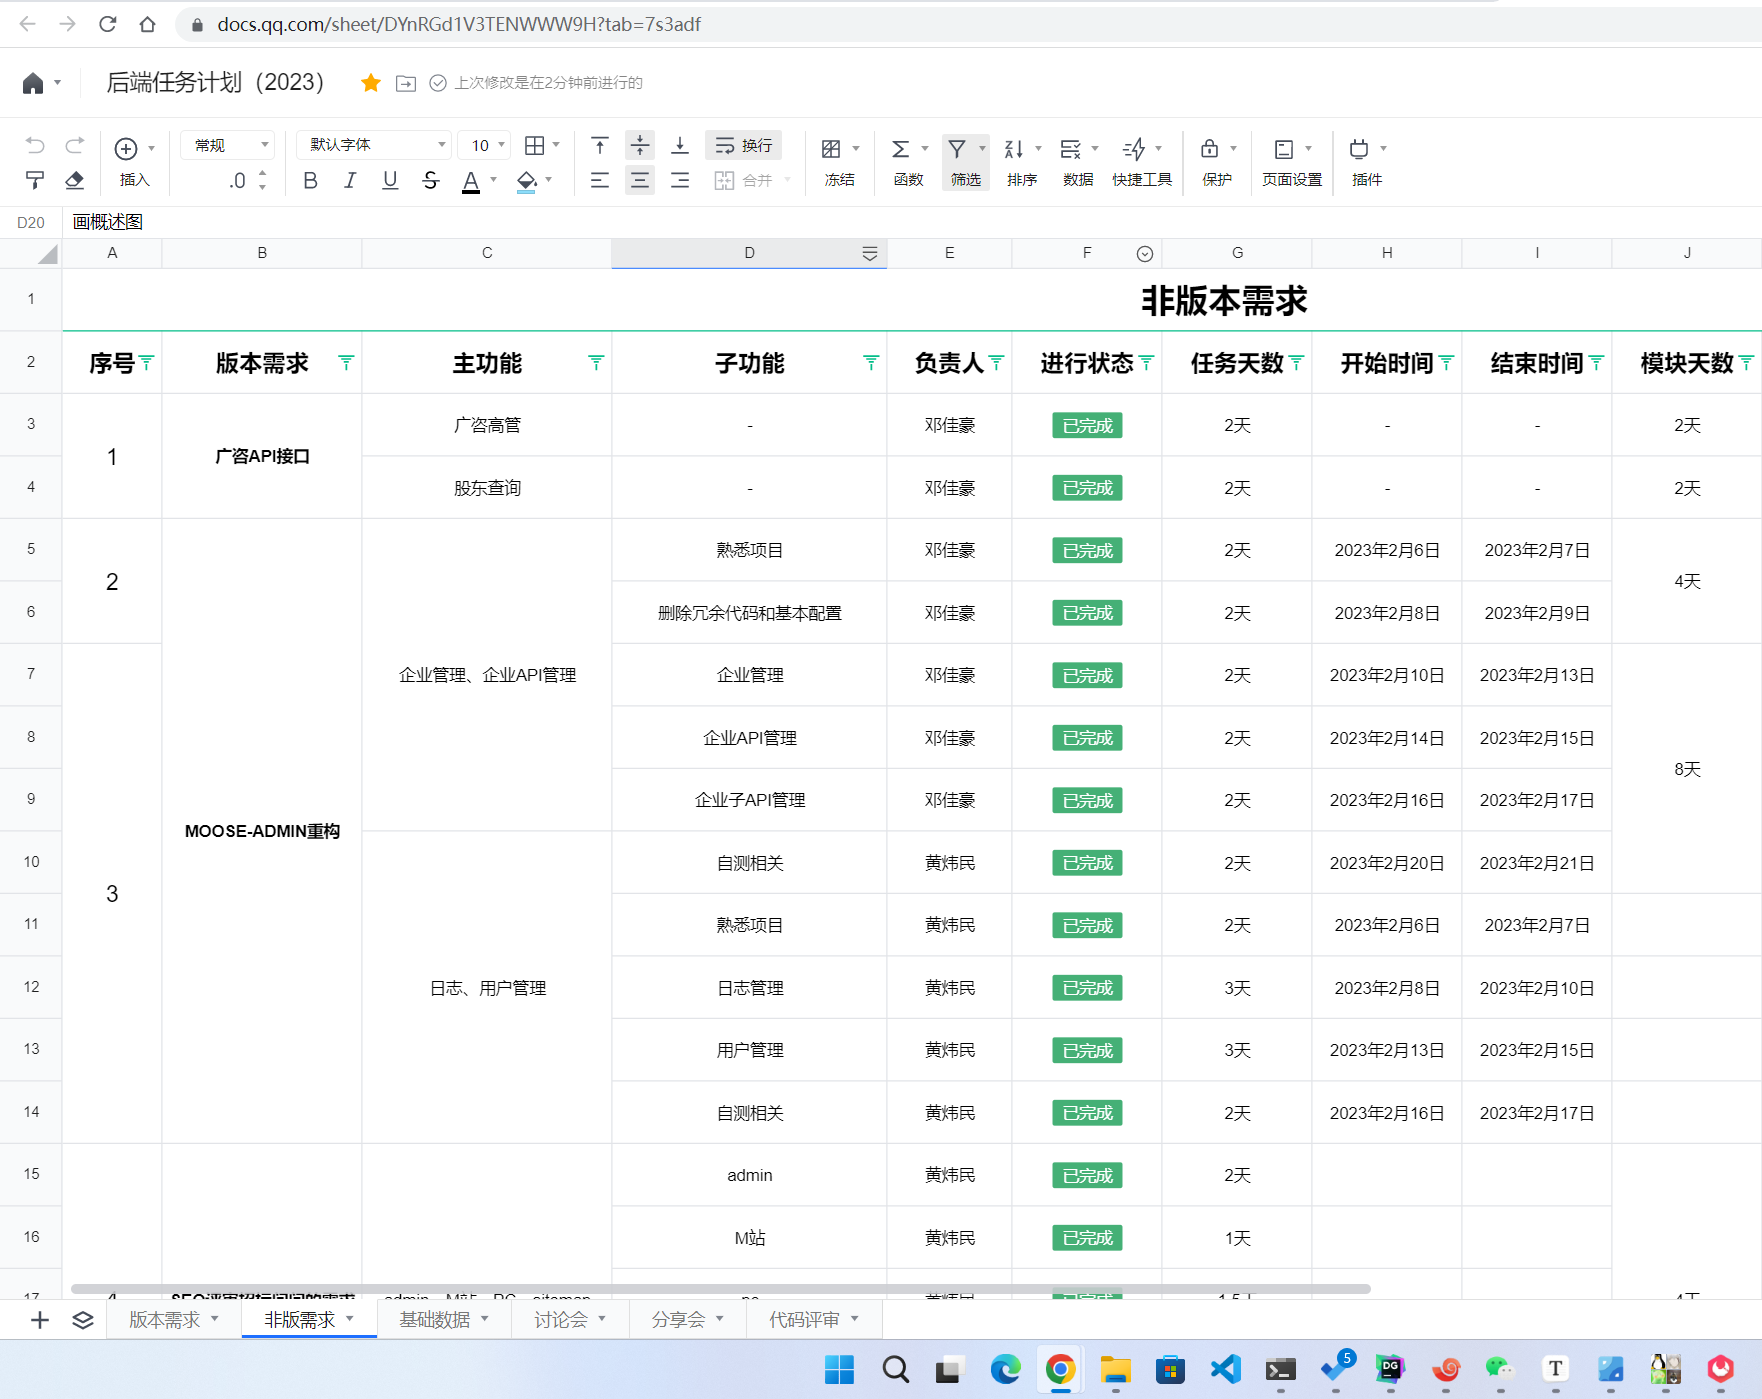 docs.qq.com/sheet/DYnRGd1V3TENWWW9H?tab=7s3adf
后端任务计划（2023） 上次修改是在2分钟前进行的
常规 默认字体 10 换行
插入 .0 B I U S A 合并 冻结 函数 筛选 排序 数据 快捷工具 保护 页面设置 插件
D20 画概述图
A B C D E F G H I J
1 非版本需求
2 序号 版本需求 主功能 子功能 负责人 进行状态 任务天数 开始时间 结束时间 模块天数
3 1 广咨API接口 广咨高管 - 邓佳豪 已完成 2天 - - 2天
4 股东查询 - 邓佳豪 已完成 2天 - - 2天
5 2 熟悉项目 邓佳豪 已完成 2天 2023年2月6日 2023年2月7日 4天
6 删除冗余代码和基本配置 邓佳豪 已完成 2天 2023年2月8日 2023年2月9日
7 企业管理、企业API管理 企业管理 邓佳豪 已完成 2天 2023年2月10日 2023年2月13日
8 企业API管理 邓佳豪 已完成 2天 2023年2月14日 2023年2月15日 8天
9 MOOSE-ADMIN重构 企业子API管理 邓佳豪 已完成 2天 2023年2月16日 2023年2月17日
10 3 自测相关 黄炜民 已完成 2天 2023年2月20日 2023年2月21日
11 熟悉项目 黄炜民 已完成 2天 2023年2月6日 2023年2月7日
12 日志、用户管理 日志管理 黄炜民 已完成 3天 2023年2月8日 2023年2月10日
13 用户管理 黄炜民 已完成 3天 2023年2月13日 2023年2月15日
14 自测相关 黄炜民 已完成 2天 2023年2月16日 2023年2月17日
15 admin 黄炜民 已完成 2天
16 M站 黄炜民 已完成 1天
17 黄炜民 已完成
版本需求 非版需求 基础数据 讨论会 分享会 代码评审
5 DG T